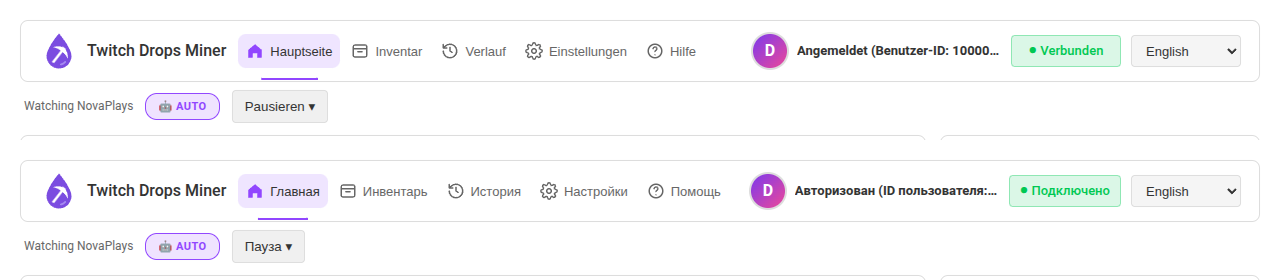 Twitch Drops Miner Hauptseite Inventar Verlauf Einstellungen Hilfe D Angemeldet (Benutzer-ID: 10000... Verbunden English
Watching NovaPlays AUTO Pausieren
Twitch Drops Miner Главная Инвентарь История Настройки Помощь D Авторизован (ID пользователя:... Подключено English
Watching NovaPlays AUTO Пауза